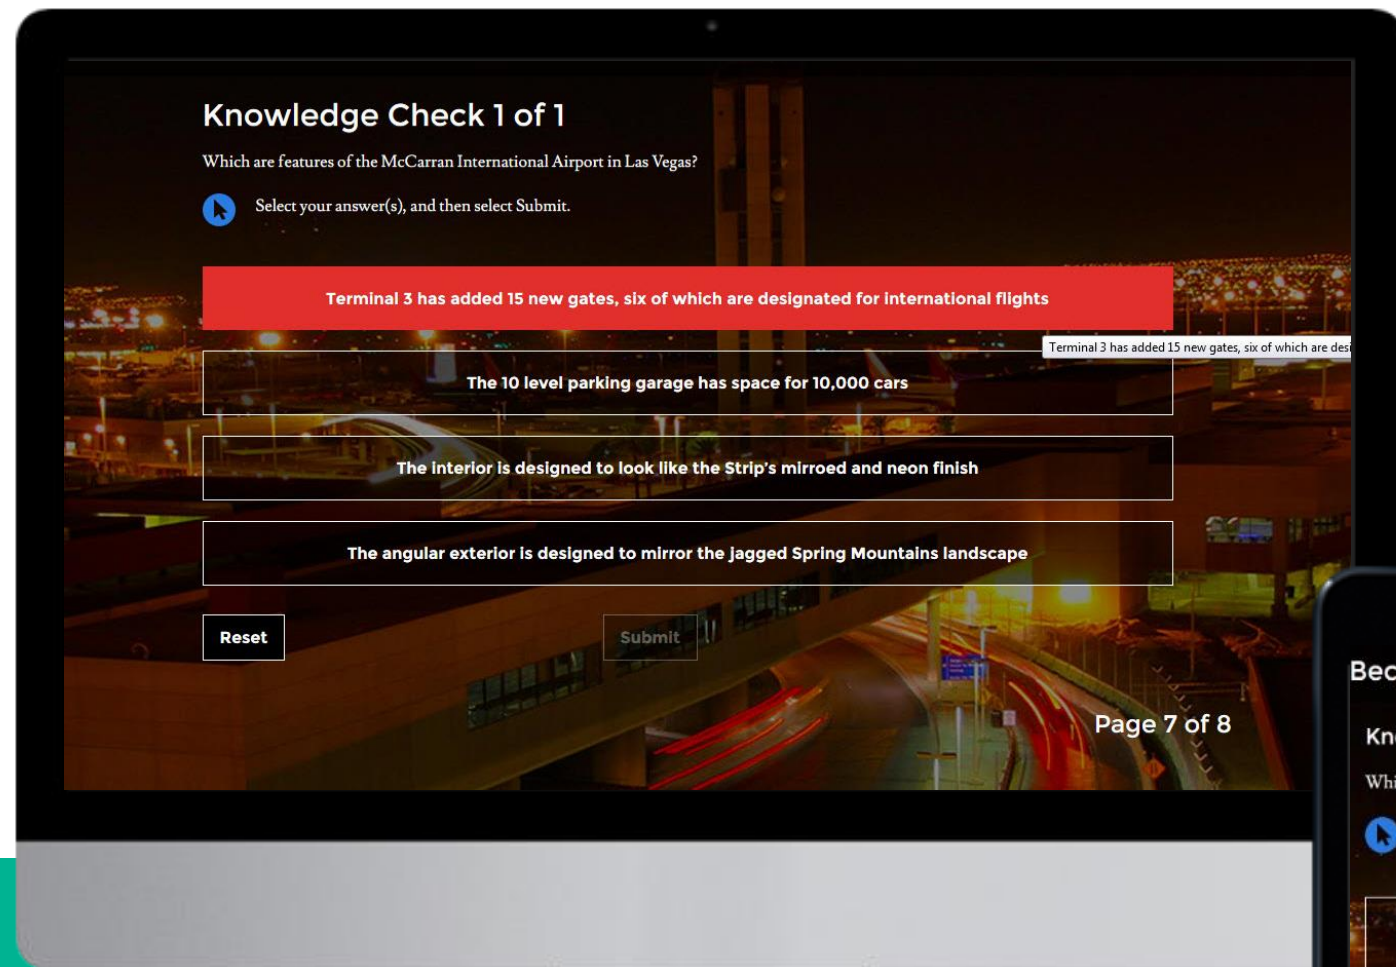 Knowledge Check 1 of 1
Which are features of the McCarran International Airport in Las Vegas?
Select your answer(s), and then select Submit.
Terminal 3 has added 15 new gates, six of which are designated for international flights
Terminal 3 has added 15 new gates, six of which are desi
The 10 level parking garage has space for 10,000 cars
The interior is designed to look like the Strip's mirroed and neon finish
The angular exterior is designed to mirror the jagged Spring Mountains landscape
Reset
Submit
Page 7 of 8
Bec
Kn
Whi